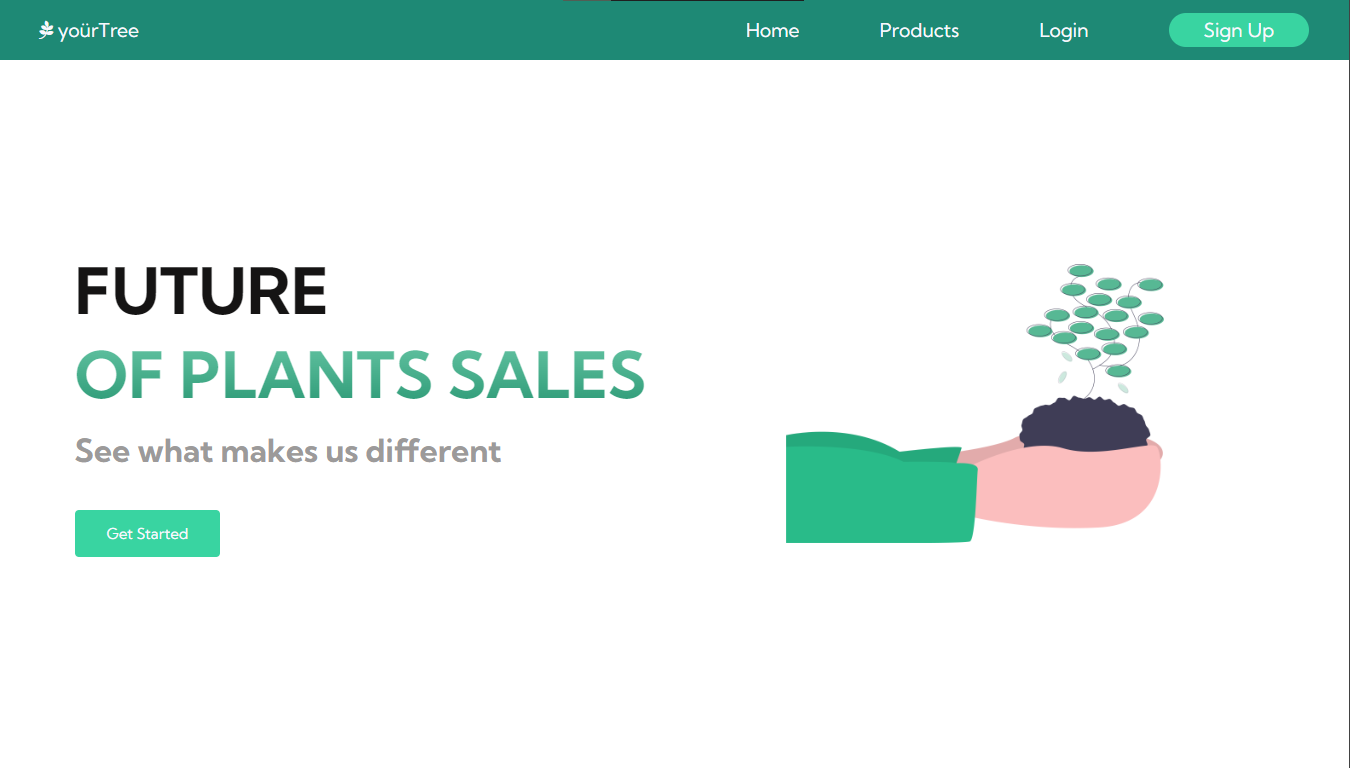 yoürTree
Home
Products
Login
Sign Up
FUTURE
OF PLANTS SALES
See what makes us different
Get Started